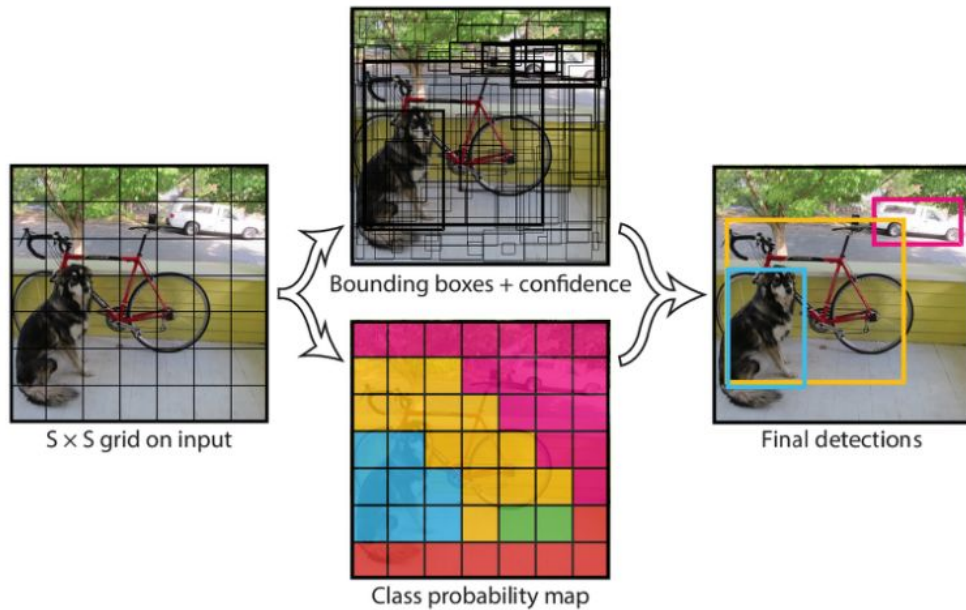 Bounding boxes + confidence
S × S grid on input
Final detections
Class probability map